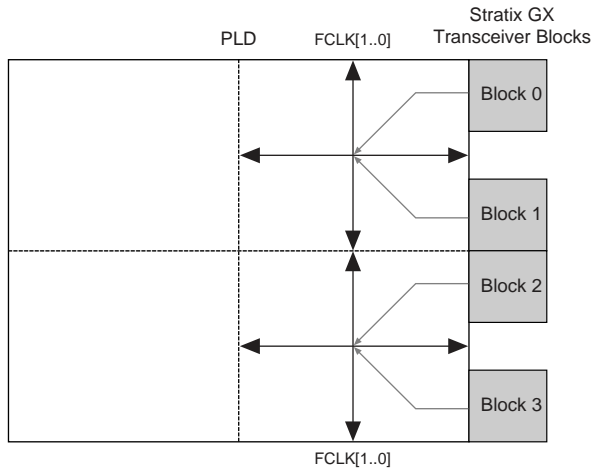 Stratix GX
PLD FCLK[1..0] Transceiver Blocks
Block 0
Block 1
Block 2
Block 3
FCLK[1..0]